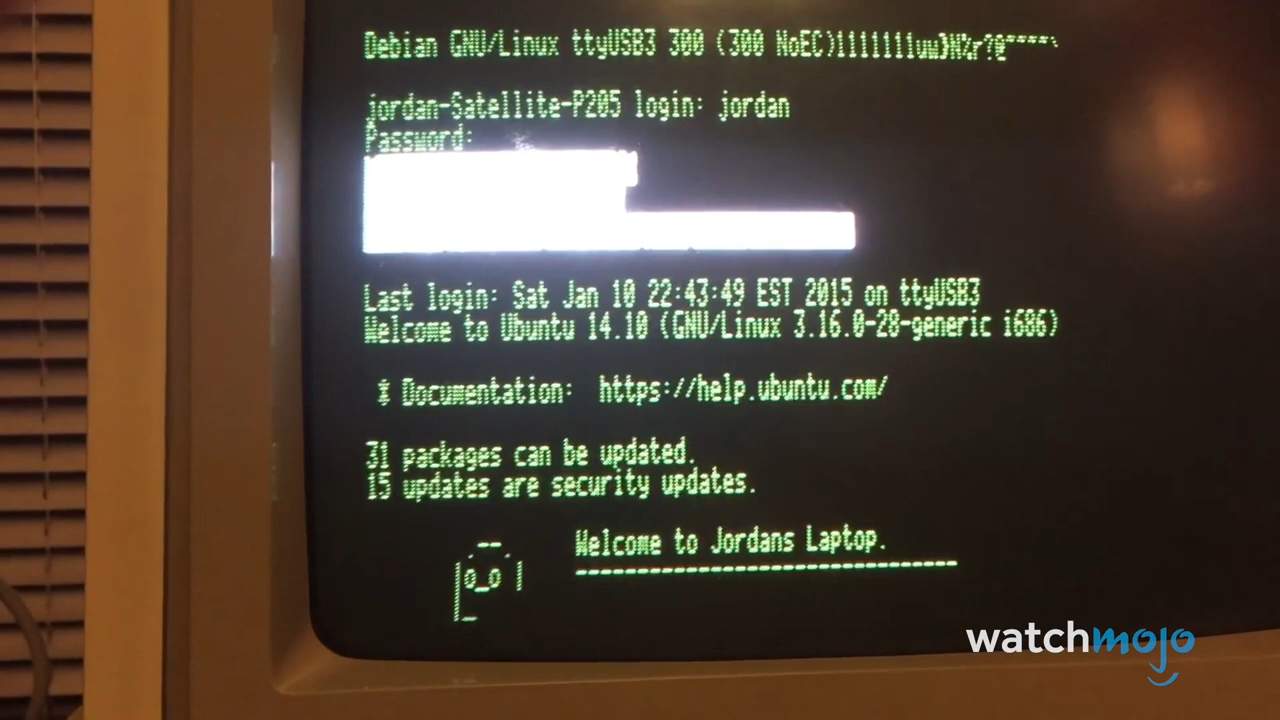 Debian GNU/Linux ttyUSB3 300 (300 NoEC)llllllluw}N%r?@
jordan-Satellite-P205 login: jordan
Password:
Last login: Sat Jan 10 22:43:49 EST 2015 on ttyUSB3
Welcome to Ubuntu 14.10 (GNU/Linux 3.16.0-28-generic i686)
* Documentation: https://help.ubuntu.com/
31 packages can be updated.
15 updates are security updates.
Welcome to Jordans Laptop.
o_o
watchmojo